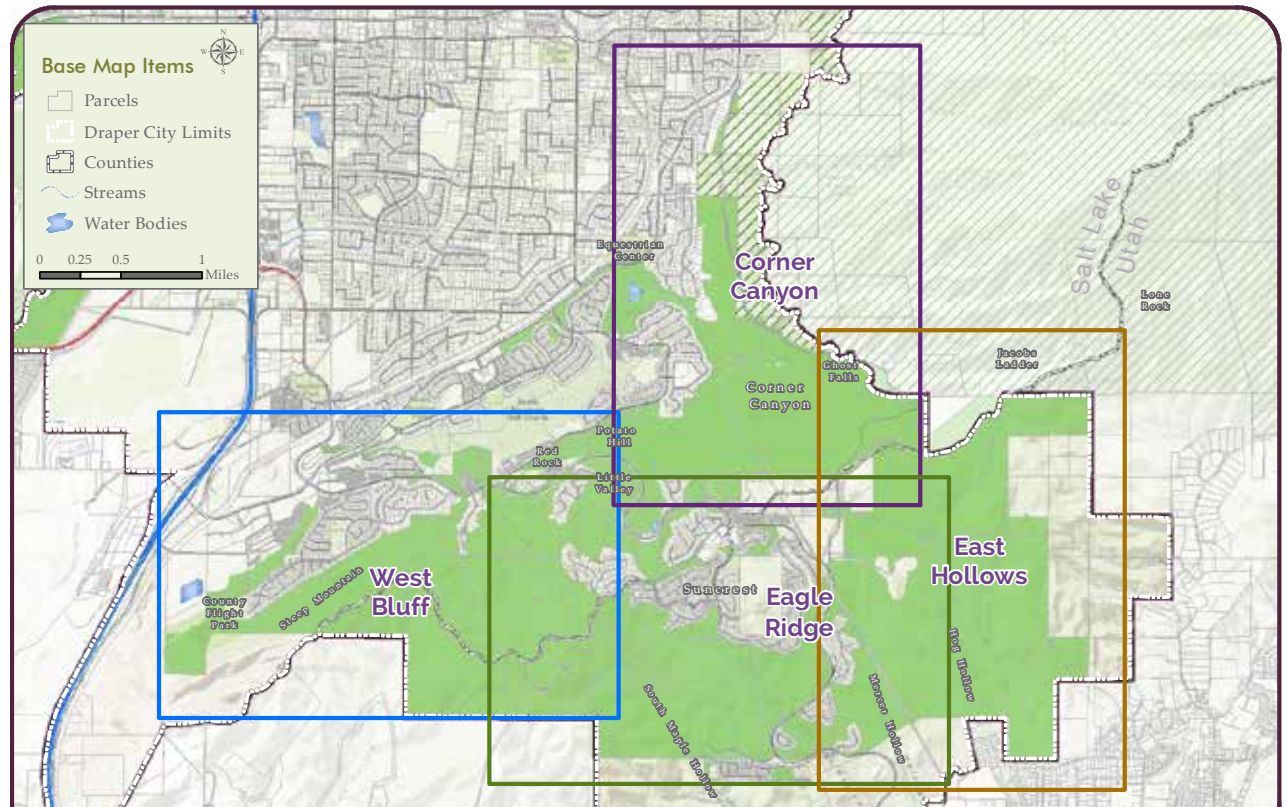 N
W
E
S
Base Map Items
Parcels
Draper City Limits
Counties
Streams
Water Bodies
0 0.25 0.5 1
Miles
Equestrian
Center
Corner
Canyon
Salt Lake
Utah
Lone
Rock
Jacobs
Ladder
Ghost
Falls
Corner
Canyon
Potato
Hill
Red
Rock
Little
Valley
East
Hollows
West
Bluff
Suncrest
Eagle
Ridge
County
Flight
Park
Steep Mountain
Hog Hollow
Mercer Hollow
South Maple Hollow